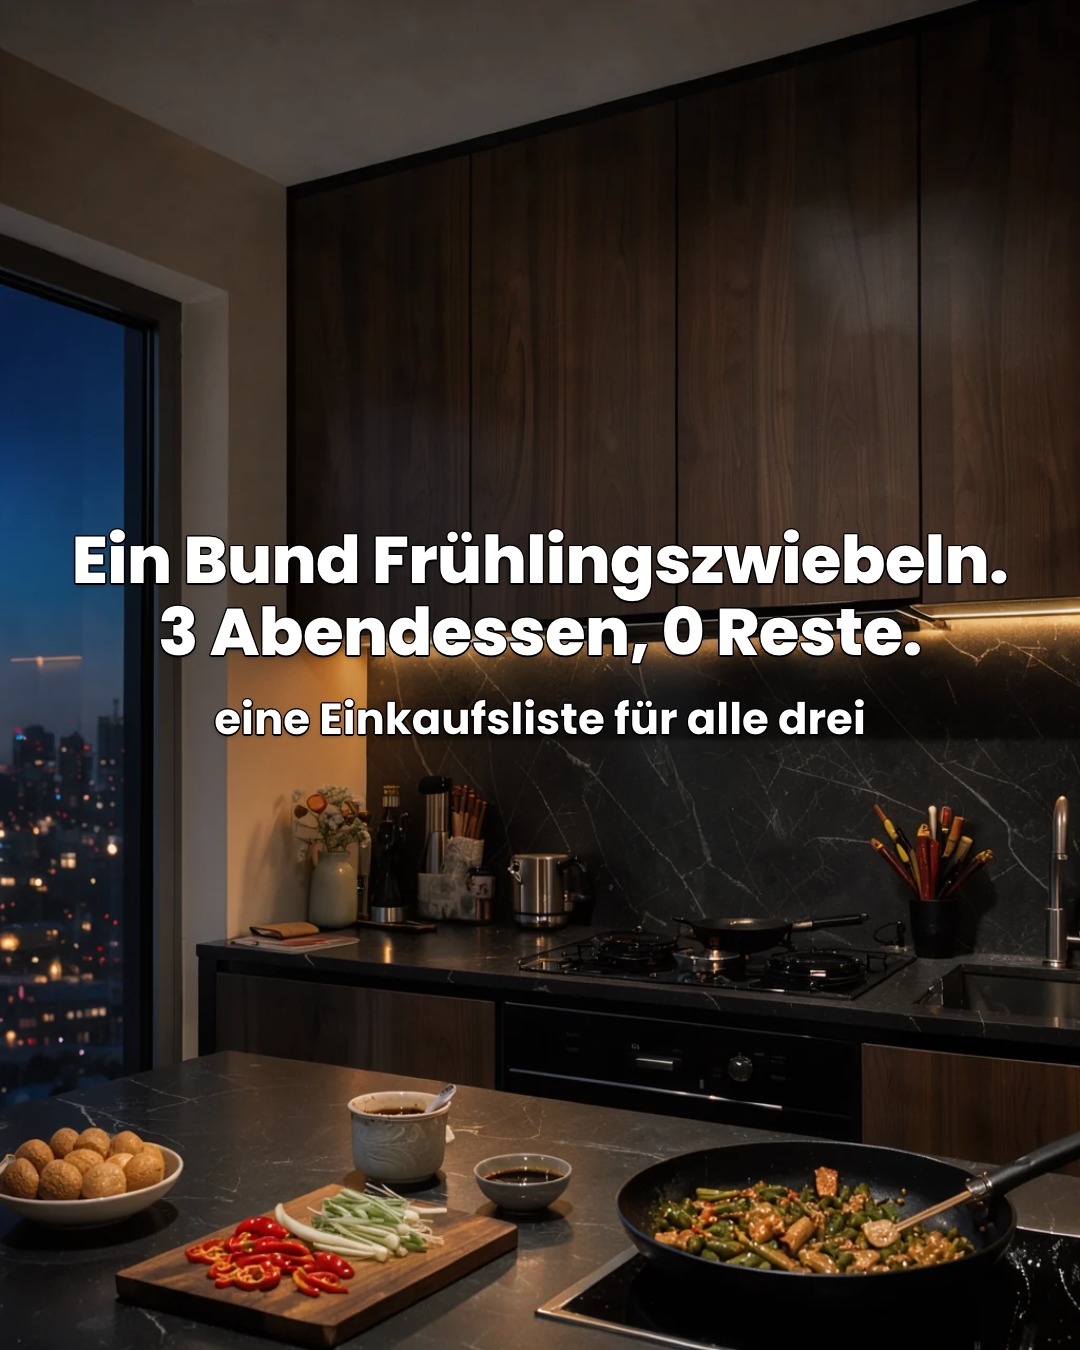 Ein Bund Frühlingszwiebeln.
3 Abendessen, 0 Reste.
eine Einkaufsliste für alle drei